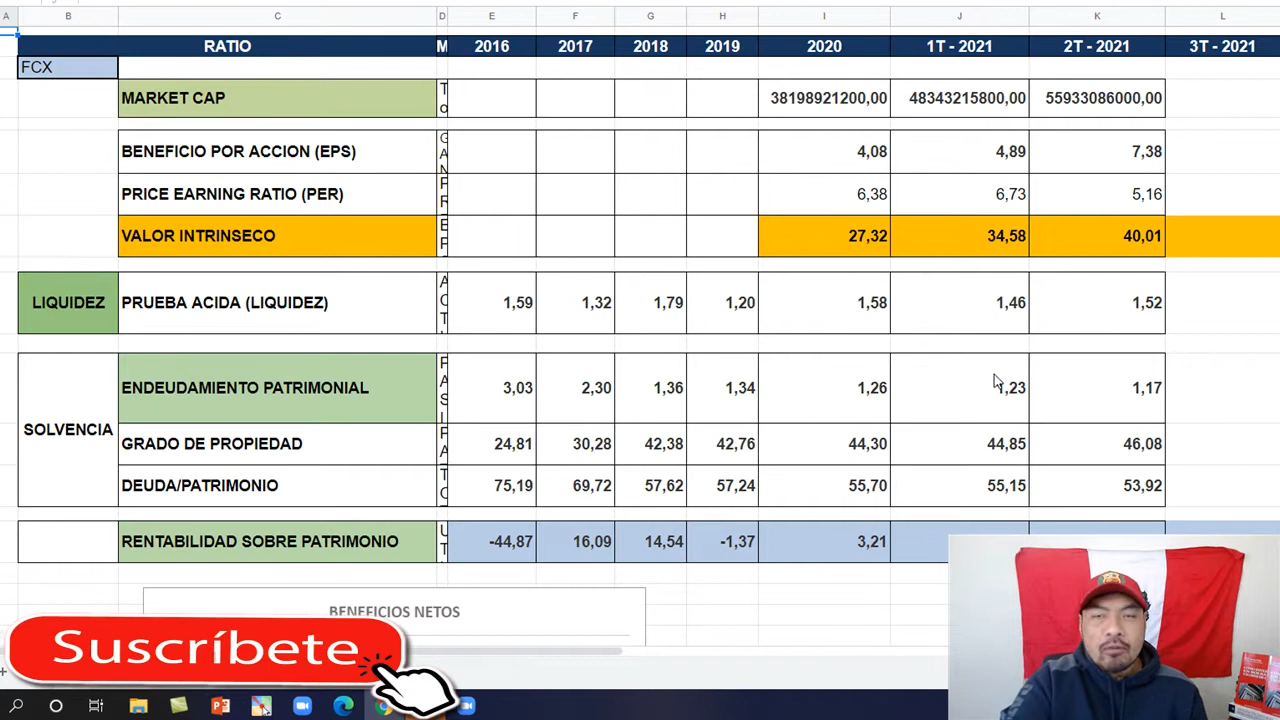 A B C D E F G H I J K L
RATIO M 2016 2017 2018 2019 2020 1T - 2021 2T - 2021 3T - 2021
FCX
MARKET CAP 38198921200,00 48343215800,00 55933086000,00
BENEFICIO POR ACCION (EPS) 4,08 4,89 7,38
PRICE EARNING RATIO (PER) 6,38 6,73 5,16
VALOR INTRINSECO 27,32 34,58 40,01
LIQUIDEZ PRUEBA ACIDA (LIQUIDEZ) 1,59 1,32 1,79 1,20 1,58 1,46 1,52
ENDEUDAMIENTO PATRIMONIAL 3,03 2,30 1,36 1,34 1,26 1,23 1,17
SOLVENCIA
GRADO DE PROPIEDAD 24,81 30,28 42,38 42,76 44,30 44,85 46,08
DEUDA/PATRIMONIO 75,19 69,72 57,62 57,24 55,70 55,15 53,92
RENTABILIDAD SOBRE PATRIMONIO -44,87 16,09 14,54 -1,37 3,21
BENEFICIOS NETOS
Suscríbete